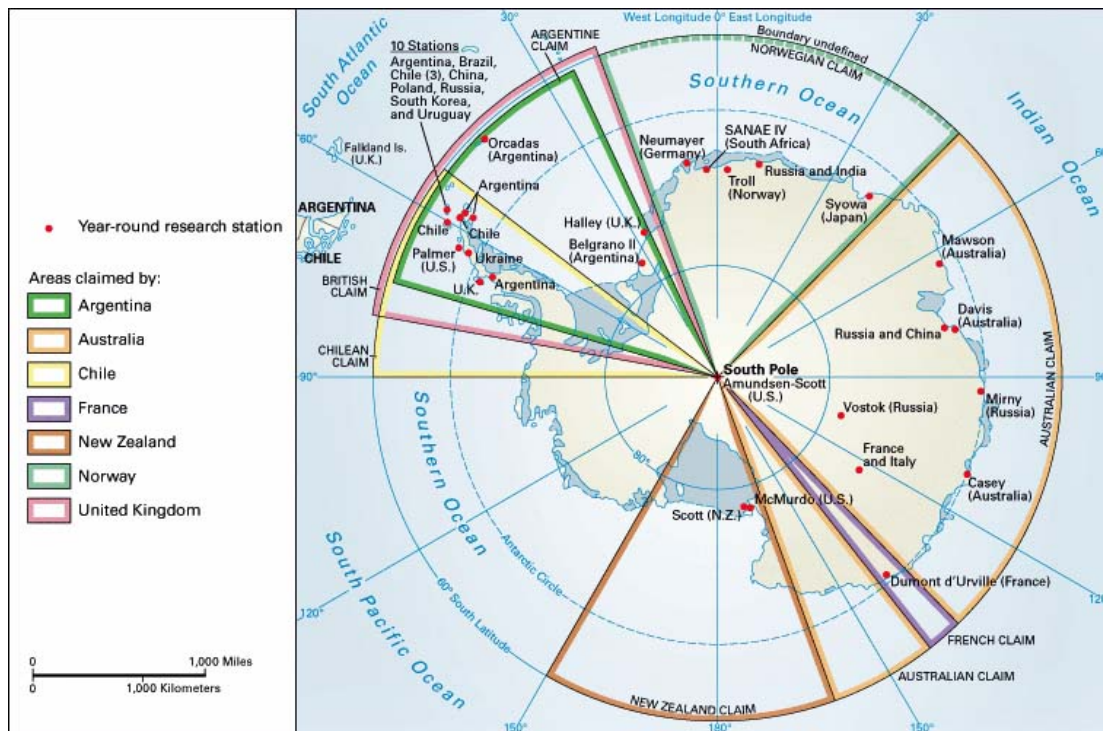 West Longitude 0° East Longitude
30°
30°
Boundary undefined
NORWEGIAN CLAIM
ARGENTINE
CLAIM
10 Stations
Argentina, Brazil,
Chile (3), China,
Poland, Russia,
South Korea,
and Uruguay
South Atlantic
Ocean
Southern Ocean
Indian Ocean
60°
60°
Falkland Is.
(U.K.)
Orcadas
(Argentina)
Neumayer
(Germany)
SANAE IV
(South Africa)
Troll
(Norway)
Russia and India
Syowa
(Japan)
Argentina
ARGENTINA
CHILE
Chile
Chile
Palmer
(U.S.)
Ukraine
U.K.
Argentina
Halley (U.K.)
Belgrano II
(Argentina)
Mawson
(Australia)
Davis
(Australia)
Russia and China
BRITISH
CLAIM
CHILEAN
CLAIM
90°
90°
South Pole
Amundsen-Scott
(U.S.)
Vostok (Russia)
Mirny
(Russia)
AUSTRALIAN CLAIM
France
and Italy
Casey
(Australia)
80°
McMurdo (U.S.)
Scott (N.Z.)
Southern
Ocean
Antarctic Circle
60° South Latitude
South Pacific Ocean
Dumont d'Urville (France)
120°
120°
FRENCH CLAIM
AUSTRALIAN CLAIM
NEW ZEALAND CLAIM
150°
180°
150°
Year-round research station
Areas claimed by:
Argentina
Australia
Chile
France
New Zealand
Norway
United Kingdom
0 1,000 Miles
0 1,000 Kilometers